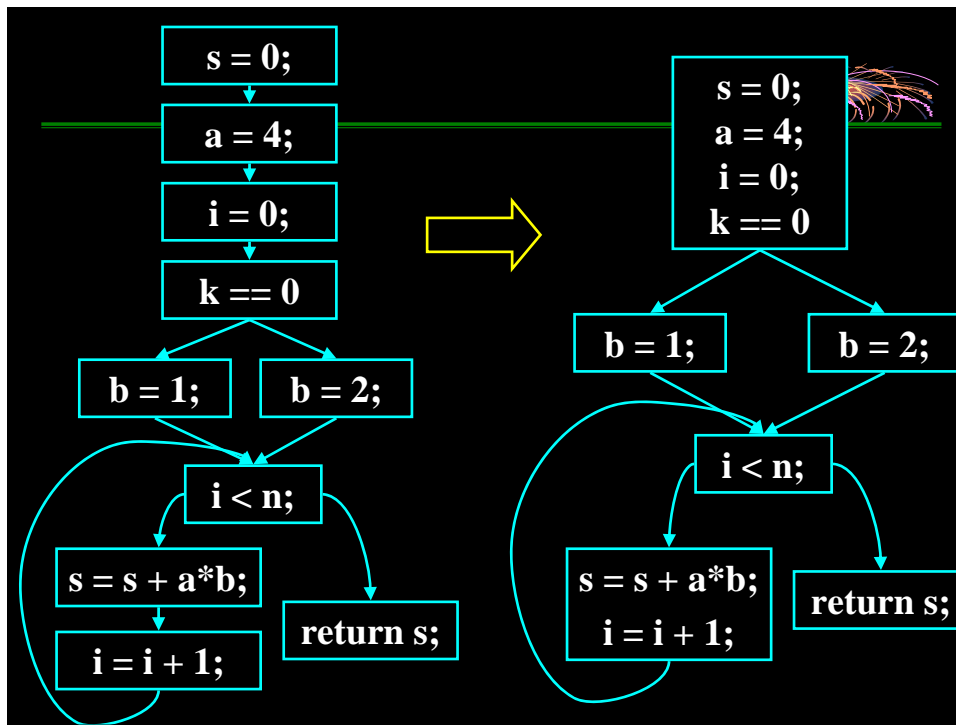 s = 0;
a = 4;
i = 0;
k == 0
b = 1;
b = 2;
i < n;
s = s + a*b;
i = i + 1;
return s;
s = 0;
a = 4;
i = 0;
k == 0
b = 1;
b = 2;
i < n;
s = s + a*b;
i = i + 1;
return s;